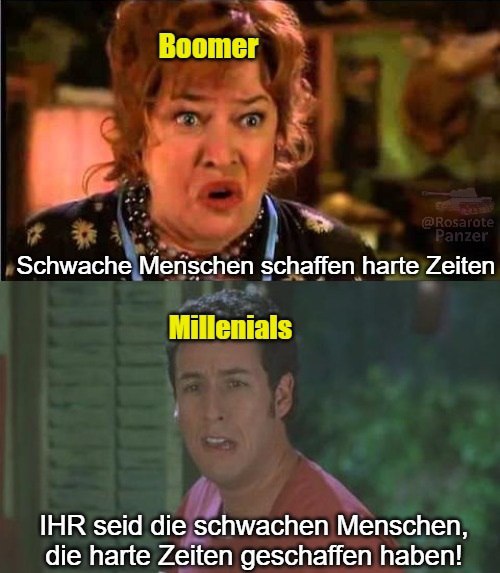 Boomer
@Rosarote
Panzer
Schwache Menschen schaffen harte Zeiten
Millenials
IHR seid die schwachen Menschen,
die harte Zeiten geschaffen haben!